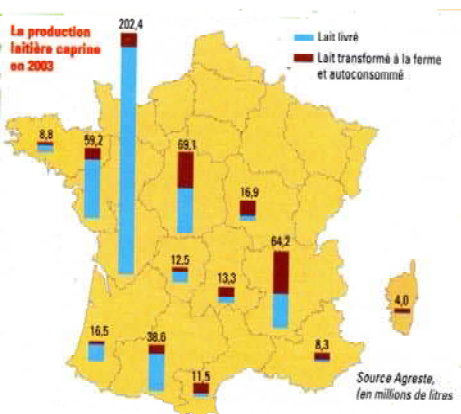 La production
laitière caprine
en 2003
202,4
Lait livré
Lait transformé à la ferme
et autoconsommé
8,8
59,2
69,1
16,9
64,2
12,5
13,3
4,0
16,5
38,6
11,5
8,3
Source Agreste,
(en millions de litres